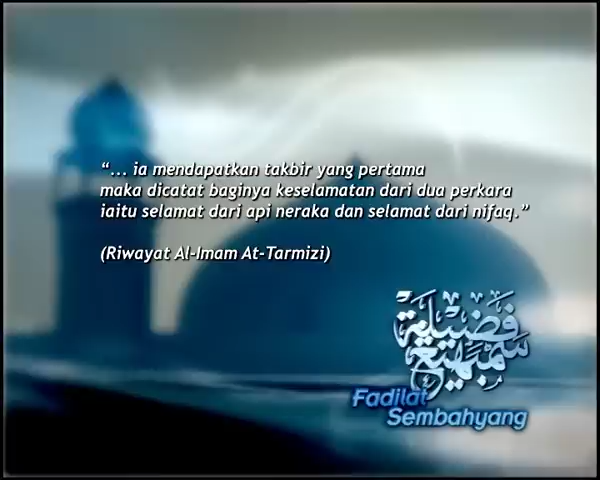 “... ia mendapatkan takbir yang pertama
maka dicatat baginya keselamatan dari dua perkara
iaitu selamat dari api neraka dan selamat dari nifaq.”
(Riwayat Al-Imam At-Tarmizi)
فضيلة
سمبهيڠ
Fadilat
Sembahyang